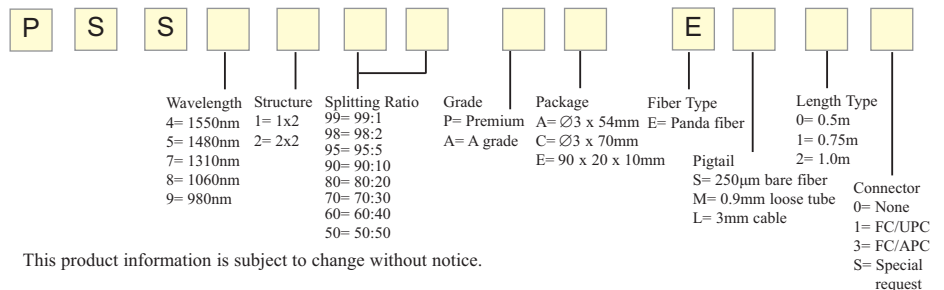 P S S E
Wavelength
4= 1550nm
5= 1480nm
7= 1310nm
8= 1060nm
9= 980nm
Structure
1= 1x2
2= 2x2
Splitting Ratio
99= 99:1
98= 98:2
95= 95:5
90= 90:10
80= 80:20
70= 70:30
60= 60:40
50= 50:50
Grade
P= Premium
A= A grade
Package
A= ∅3 x 54mm
C= ∅3 x 70mm
E= 90 x 20 x 10mm
Fiber Type
E= Panda fiber
Pigtail
S= 250μm bare fiber
M= 0.9mm loose tube
L= 3mm cable
Length Type
0= 0.5m
1= 0.75m
2= 1.0m
Connector
0= None
1= FC/UPC
3= FC/APC
S= Special
request
This product information is subject to change without notice.